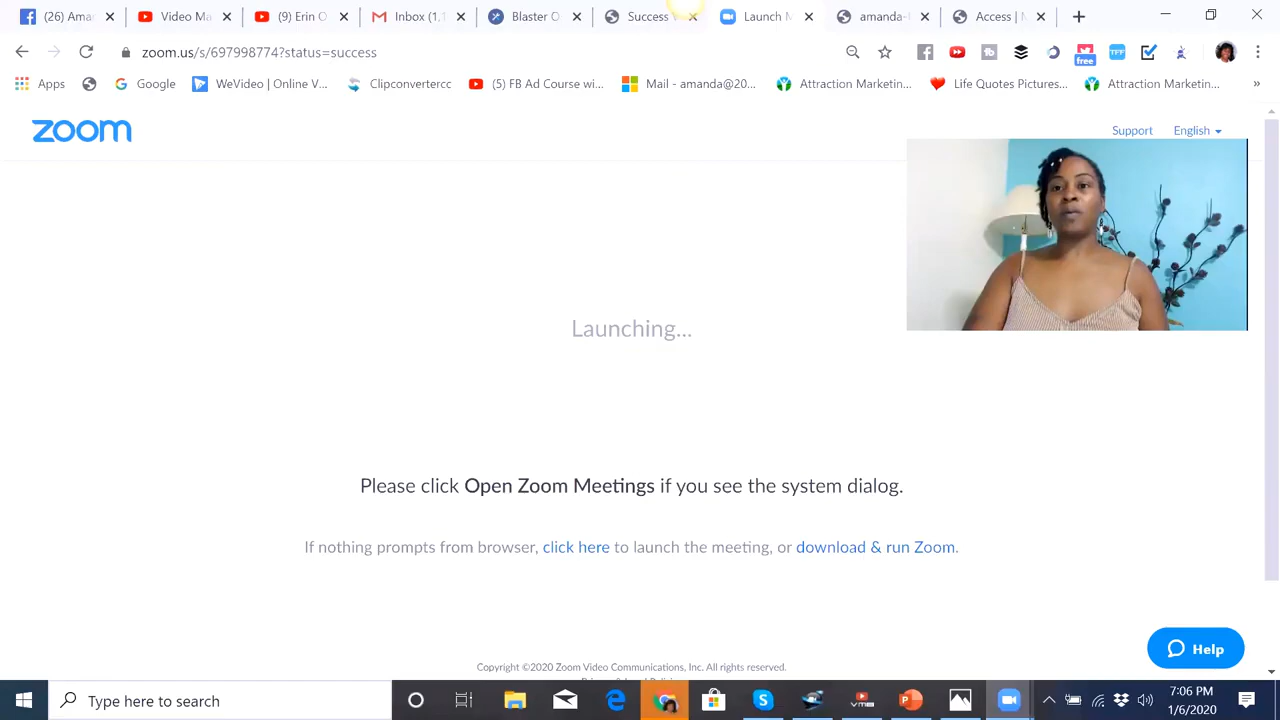 (26) Ama
Video Ma
(9) Erin O
Inbox (1,1
Blaster O
Success V
Launch M
amanda-l
Access | M
zoom.us/s/697998774?status=success
free
TFF
Apps
Google
WeVideo | Online V...
Clipconvertercc
(5) FB Ad Course wi...
Mail - amanda@20...
Attraction Marketin...
Life Quotes Pictures...
Attraction Marketin...
»
zoom
Support
English
Launching...
Please click Open Zoom Meetings if you see the system dialog.
If nothing prompts from browser, click here to launch the meeting, or download & run Zoom.
Help
Copyright ©2020 Zoom Video Communications, Inc. All rights reserved.
Type here to search
VMB
7:06 PM
1/6/2020